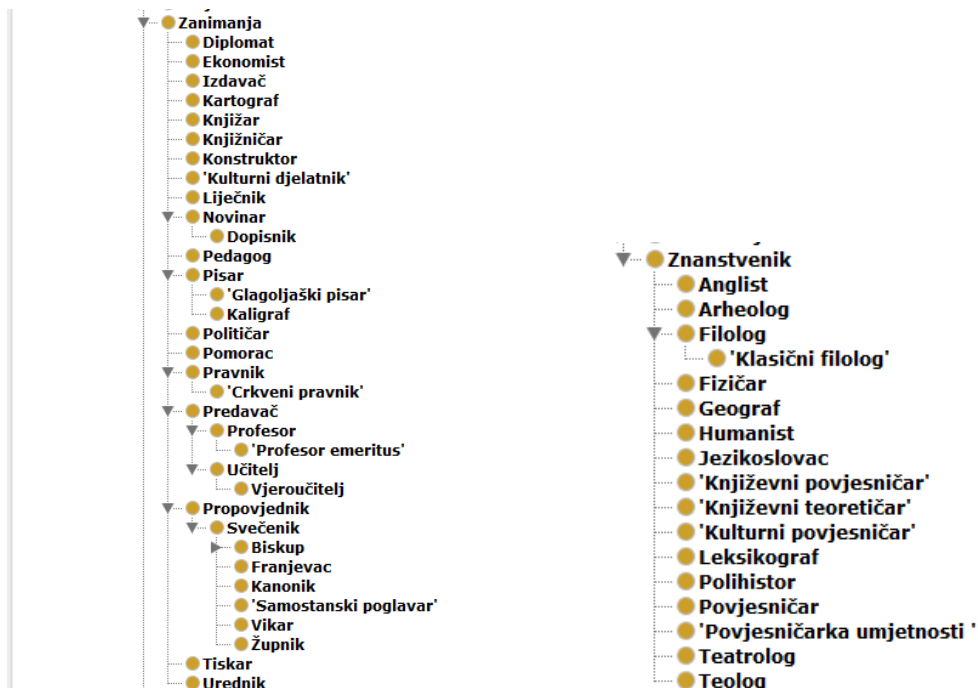 Zanimanja
Diplomat
Ekonomist
Izdavač
Kartograf
Knjižar
Knjižničar
Konstruktor
'Kulturni djelatnik'
Liječnik
Novinar
Dopisnik
Pedagog
Pisar
'Glagoljaški pisar'
Kaligraf
Političar
Pomorac
Pravnik
'Crkveni pravnik'
Predavač
Profesor
'Profesor emeritus'
Učitelj
Vjeroučitelj
Propovjednik
Svečenik
Biskup
Franjevac
Kanonik
'Samostanski poglavar'
Vikar
Župnik
Tiskar
Urednik
Znanstvenik
Anglist
Arheolog
Filolog
'Klasični filolog'
Fizičar
Geograf
Humanist
Jezikoslovac
'Književni povjesničar'
'Književni teoretičar'
'Kulturni povjesničar'
Leksikograf
Polihistor
Povjesničar
'Povjesničarka umjetnosti '
Teatrolog
Teolog